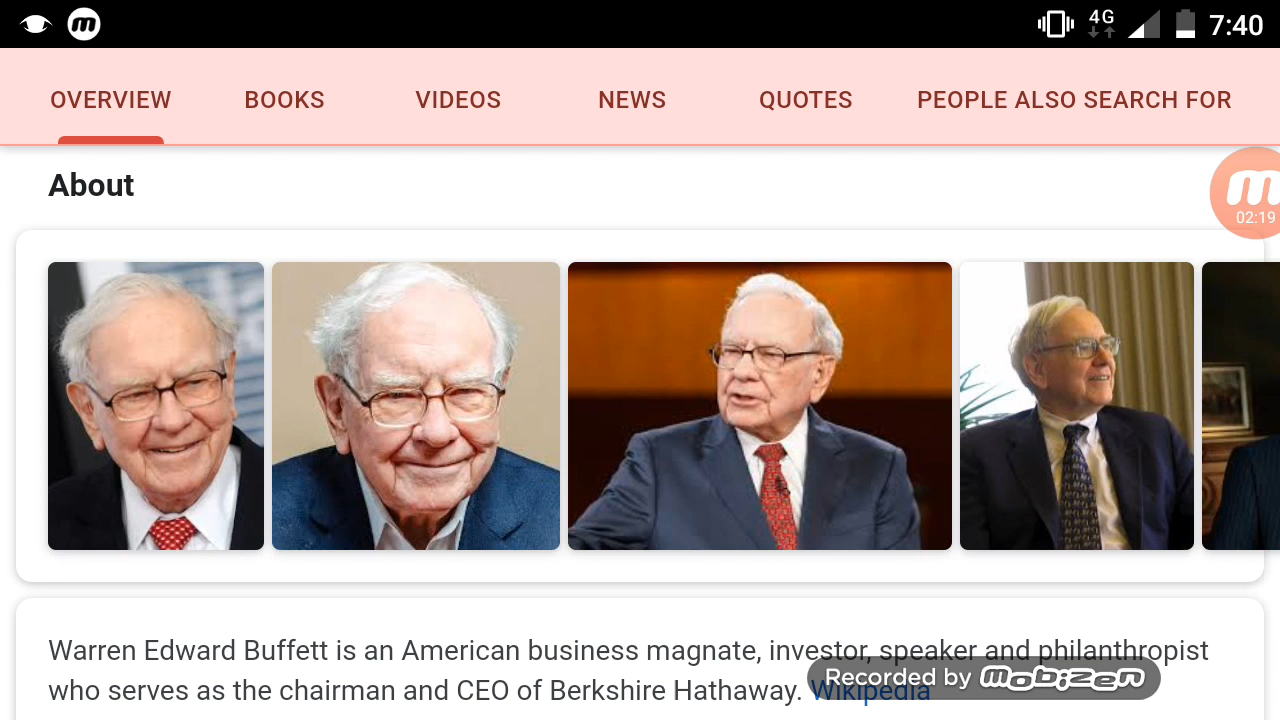 m 4G 7:40
OVERVIEW BOOKS VIDEOS NEWS QUOTES PEOPLE ALSO SEARCH FOR
About
m
02:19
Warren Edward Buffett is an American business magnate, investor, speaker and philanthropist
who serves as the chairman and CEO of Berkshire Hathaway. Wikipedia
Recorded by mobizen